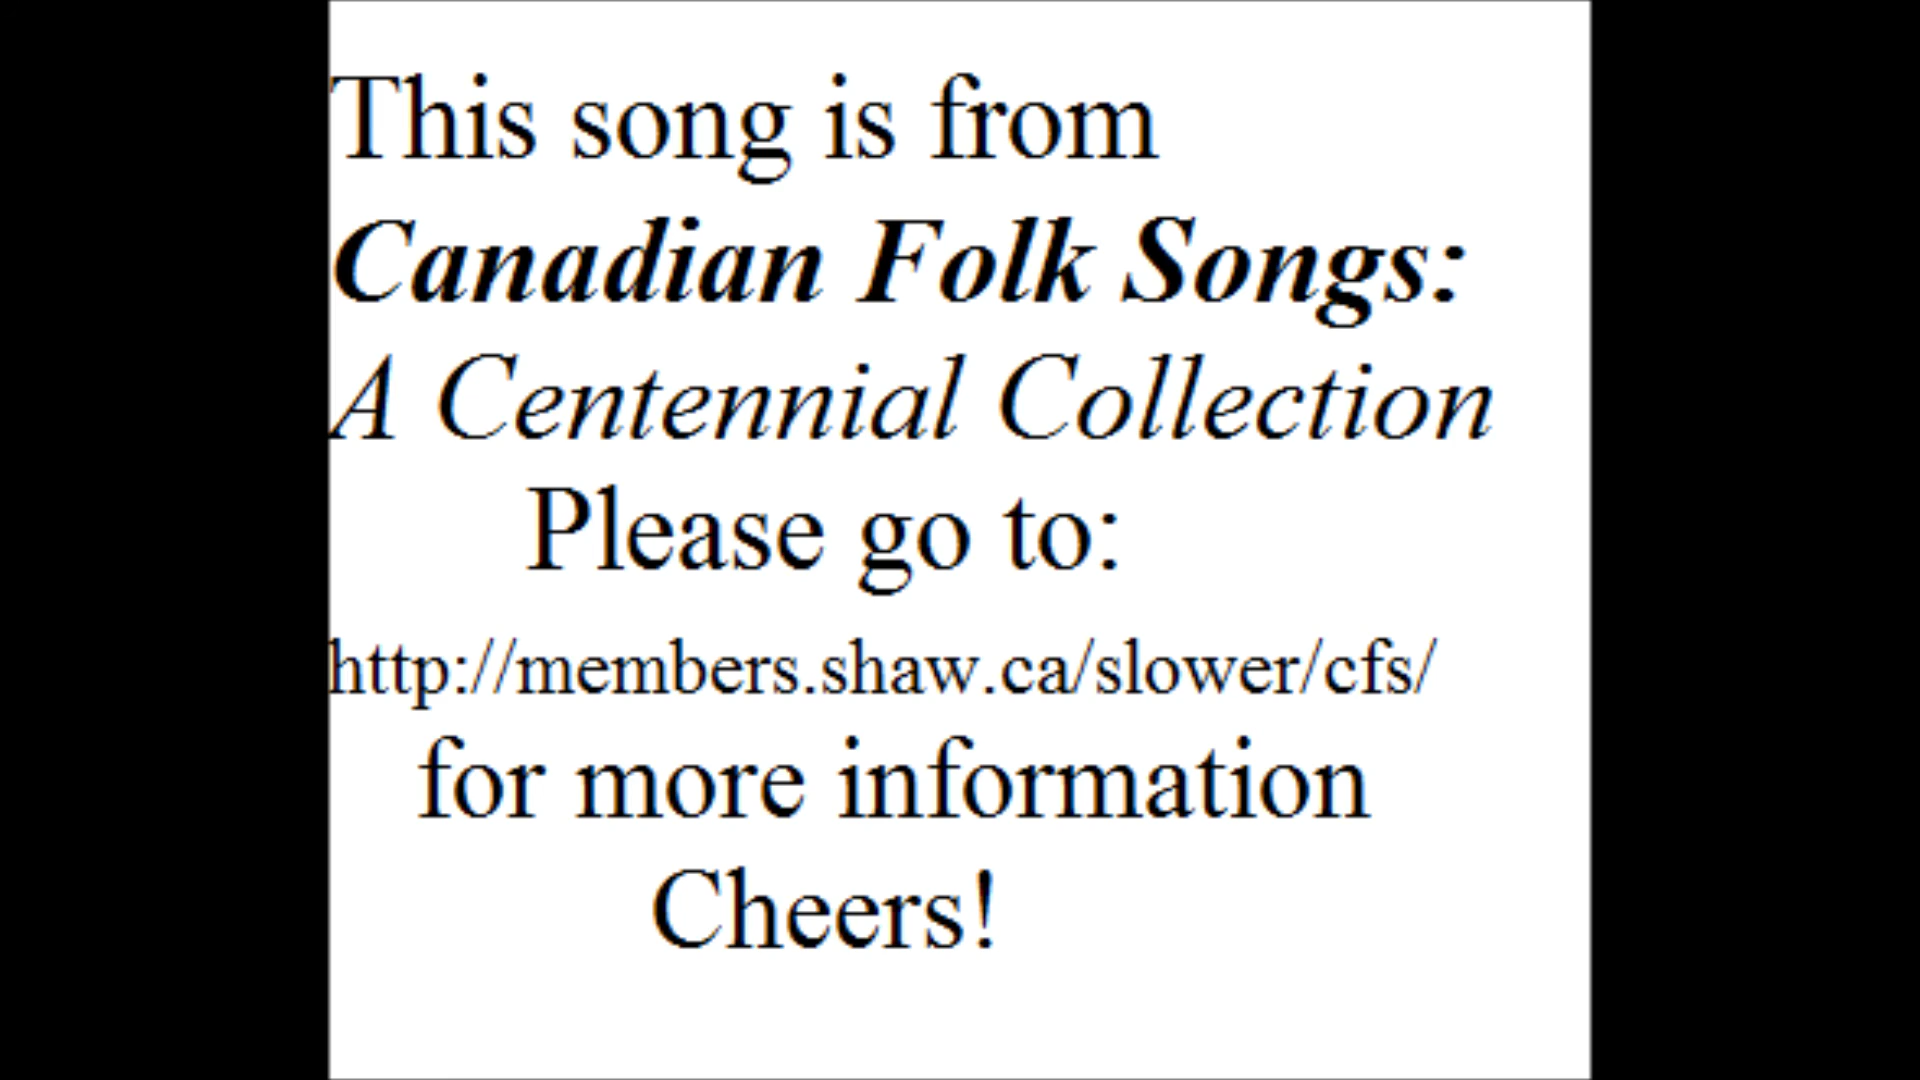 This song is from
Canadian Folk Songs:
A Centennial Collection
Please go to:
http://members.shaw.ca/slower/cfs/
for more information
Cheers!